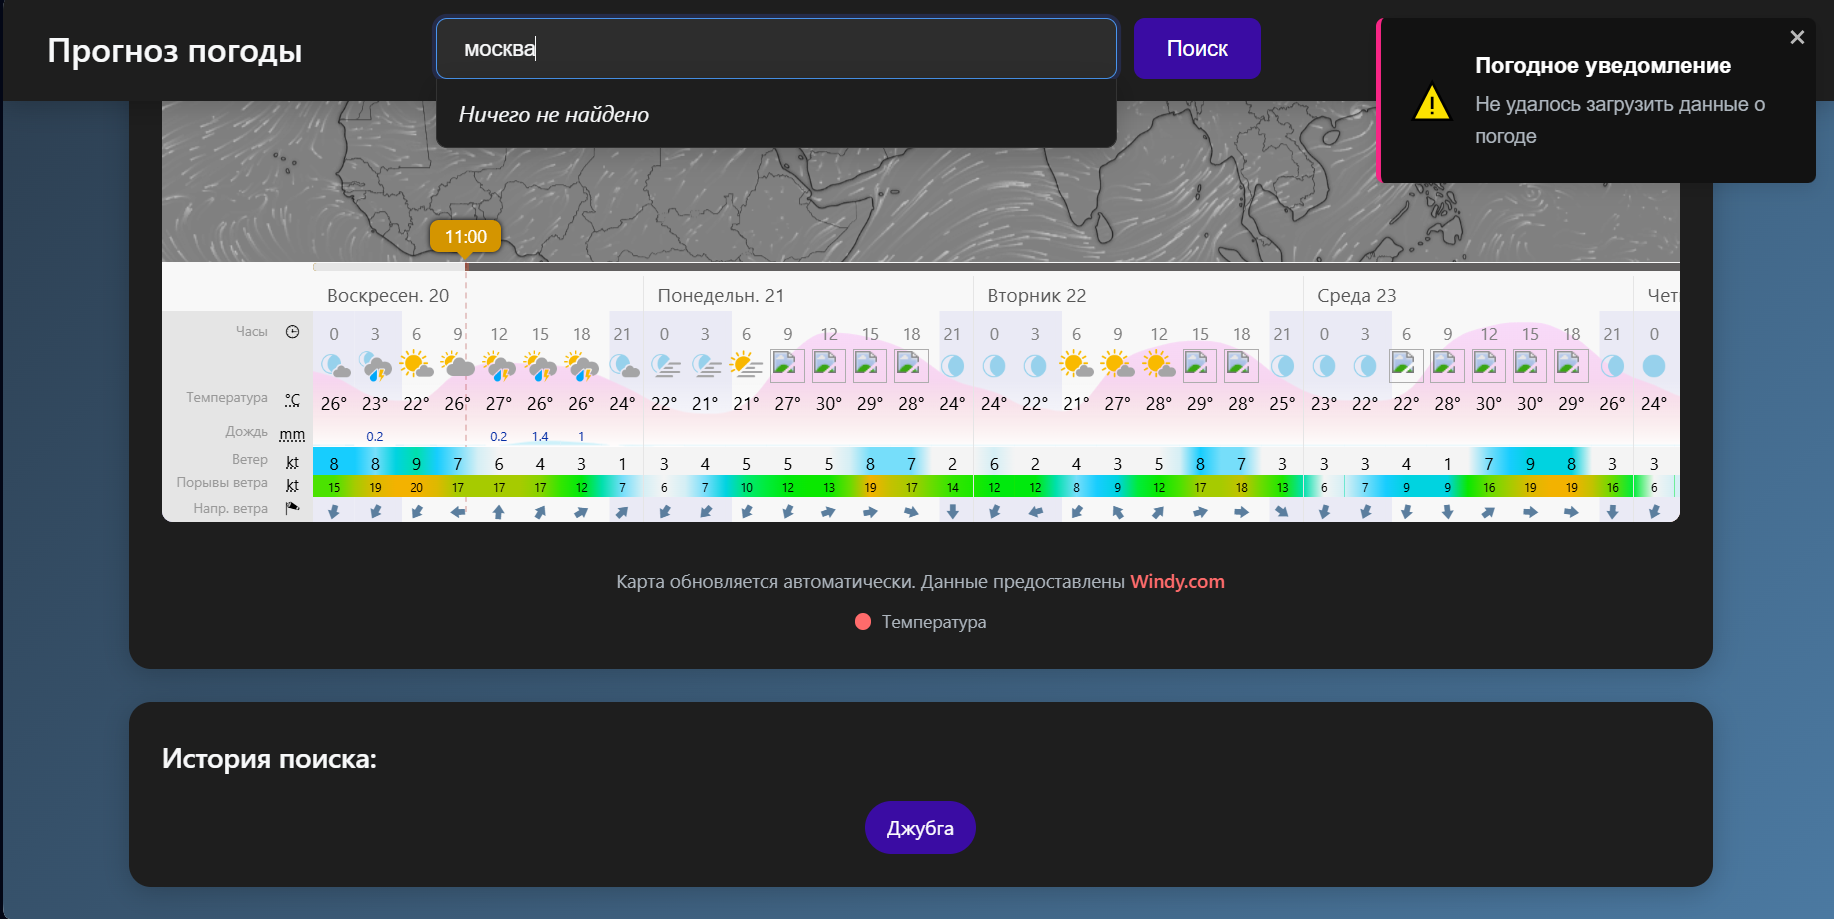 Прогноз погоды
москва
Поиск
Ничего не найдено
Погодное уведомление
Не удалось загрузить данные о
погоде
11:00
Воскресен. 20 Понедельн. 21 Вторник 22 Среда 23 Чет
Часы 0 3 6 9 12 15 18 21 0 3 6 9 12 15 18 21 0 3 6 9 12 15 18 21 0 3 6 9 12 15 18 21 0
Температура °C 26° 23° 22° 26° 27° 26° 26° 24° 22° 21° 21° 27° 30° 29° 28° 24° 24° 22° 21° 27° 28° 29° 28° 25° 23° 22° 22° 28° 30° 30° 29° 26° 24°
Дождь mm 0.2 0.2 1.4 1
Ветер kt 8 8 9 7 6 4 3 1 3 4 5 5 5 8 7 2 6 2 4 3 5 8 7 3 3 3 4 1 7 9 8 3 3
Порывы ветра kt 15 19 20 17 17 17 12 7 6 7 10 12 13 19 17 14 12 12 8 9 12 17 18 13 6 7 9 9 16 19 19 16 6
Напр. ветра
Карта обновляется автоматически. Данные предоставлены Windy.com
Температура
История поиска:
Джубга